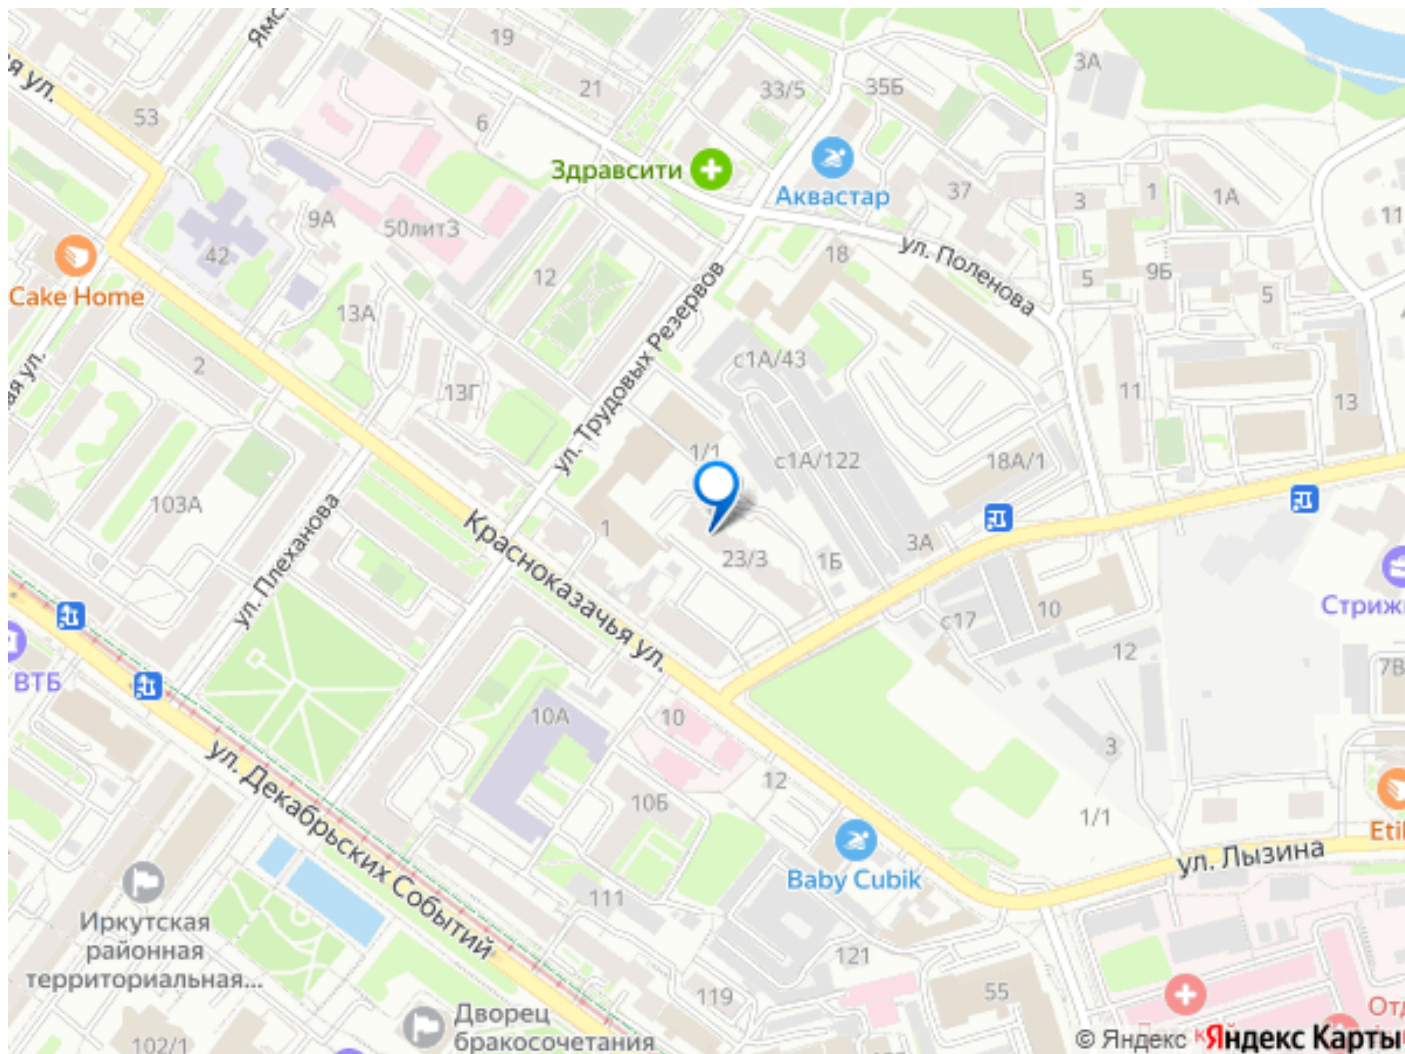 Ямс
19
я ул.
53
21
6
33/5
35Б
3А
Здравсити
Аквастар
37
3
1
1А
11
9А
50лит3
42
12
18
ул. Поленова
5
9Б
5
Cake Home
13А
ул. Трудовых Резервов
2
с1А/43
13Г
11
13
ая ул.
1/1
с1А/122
18А/1
103А
ул. Плеханова
Красноказачья ул.
1
23/3
1Б
3А
10
с17
Стриж
12
7В
ВТБ
10А
10
3
12
10Б
1/1
Etil
ул. Декабрьских Событий
Baby Cubik
ул. Лызина
Иркутская
районная
территориальная...
111
121
119
55
Дворец
бракосочетания
102/1
Отд
© Яндекс
Яндекс Карты